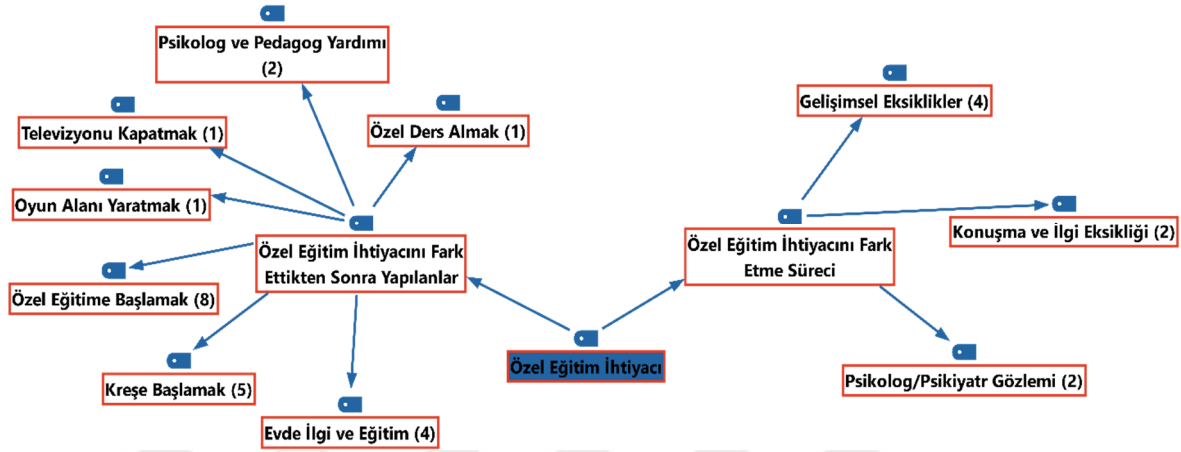 Psikolog ve Pedagog Yardımı
(2)
Gelişimsel Eksiklikler (4)
Televizyonu Kapatmak (1)
Özel Ders Almak (1)
Oyun Alanı Yaratmak (1)
Konuşma ve İlgi Eksikliği (2)
Özel Eğitim İhtiyacını Fark
Ettikten Sonra Yapılanlar
Özel Eğitim İhtiyacını Fark
Etme Süreci
Özel Eğitime Başlamak (8)
Özel Eğitim İhtiyacı
Kreşe Başlamak (5)
Psikolog/Psikiyatr Gözlemi (2)
Evde İlgi ve Eğitim (4)